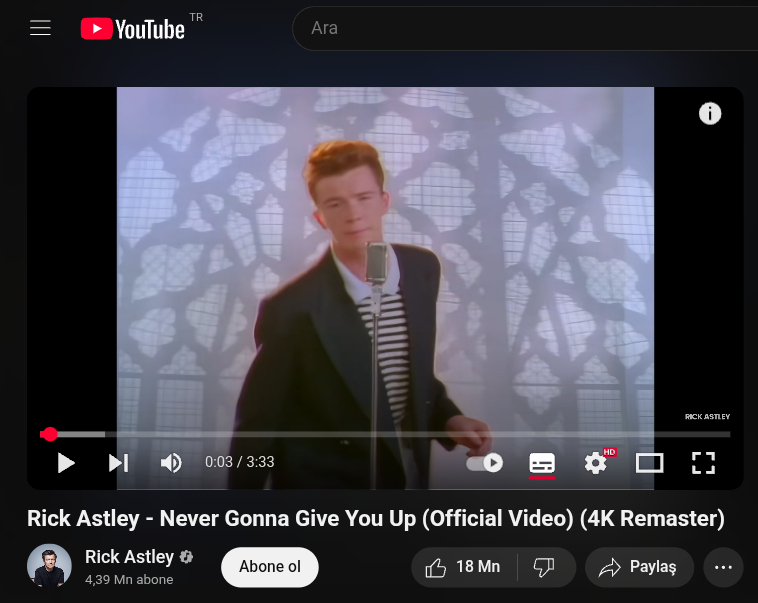 YouTube TR
Ara
RICK ASTLEY
0:03 / 3:33
HD
Rick Astley - Never Gonna Give You Up (Official Video) (4K Remaster)
Rick Astley
4,39 Mn abone
Abone ol
18 Mn
Paylaş